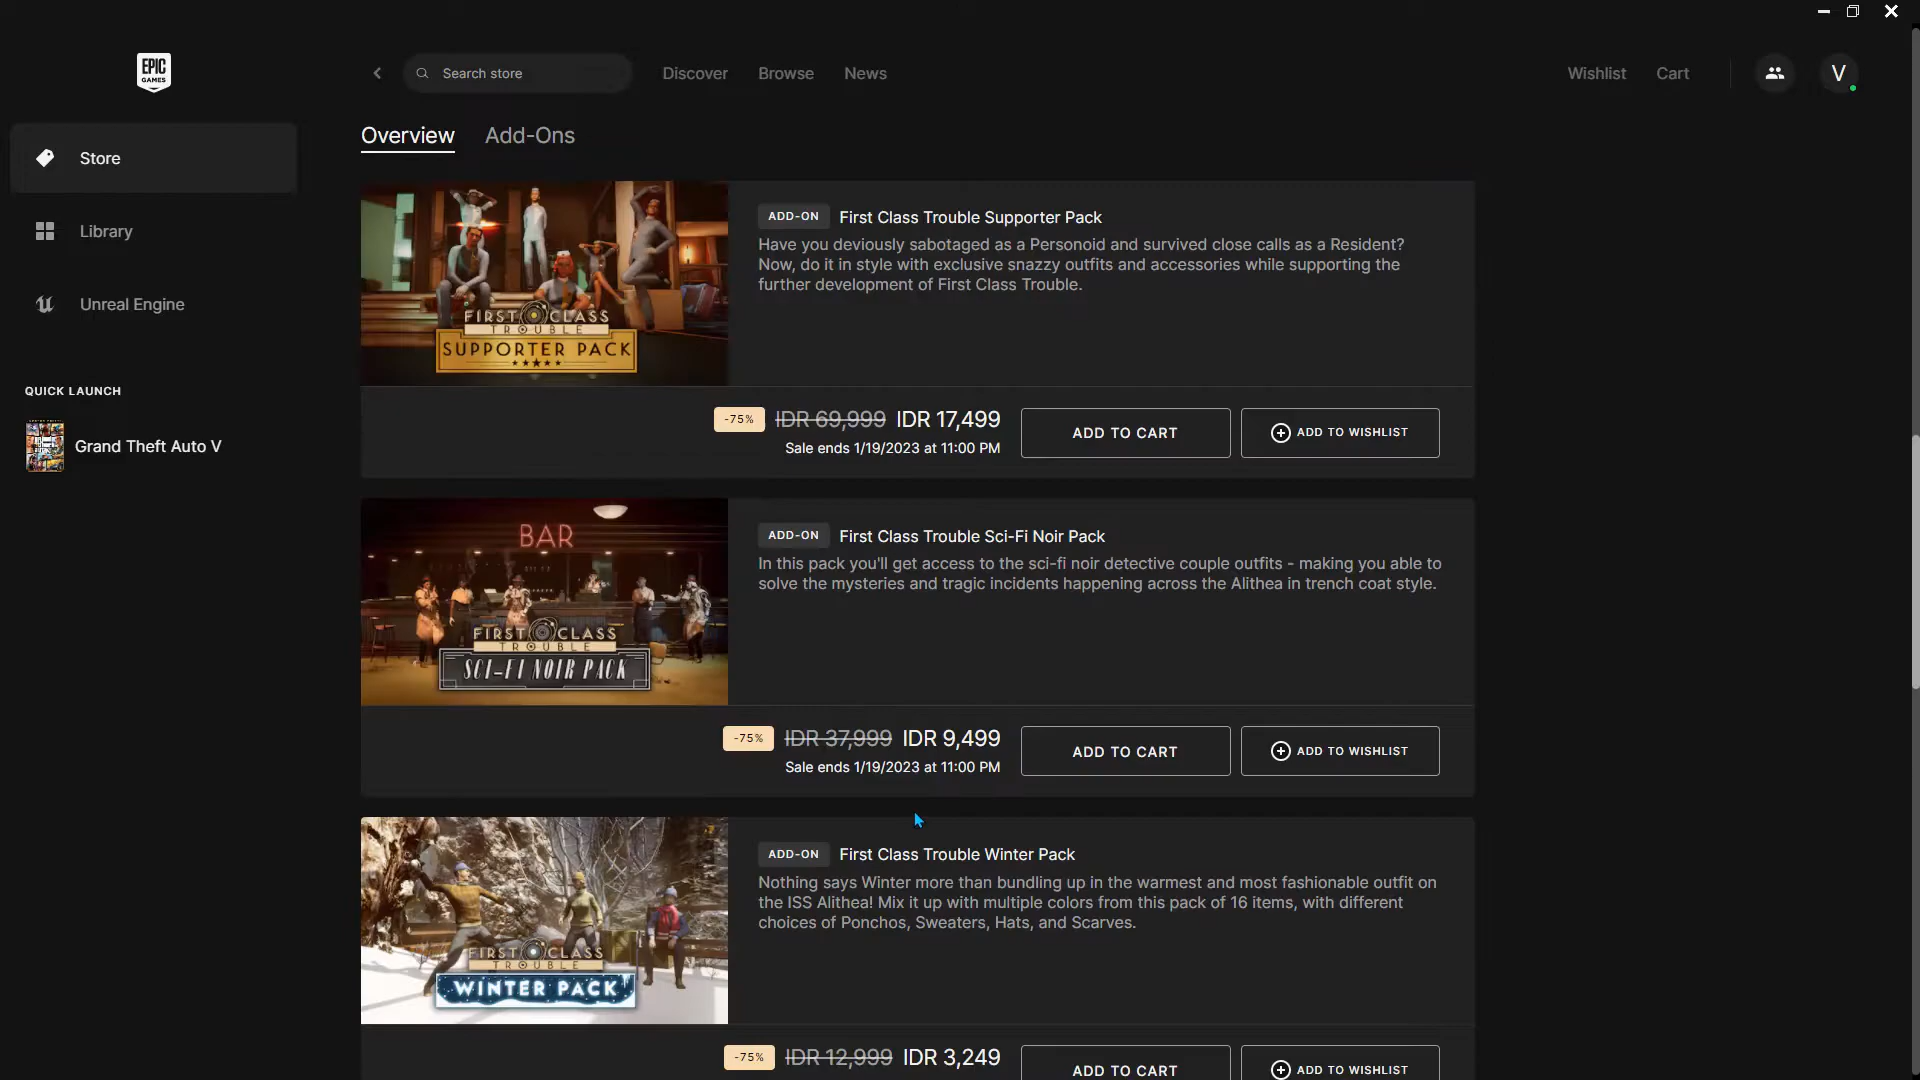 EPIC
GAMES
Search store
Discover
Browse
News
Wishlist
Cart
V
Overview
Add-Ons
Store
Library
Unreal Engine
QUICK LAUNCH
Grand Theft Auto V
FIRST CLASS
TROUBLE
SUPPORTER PACK
ADD-ON
First Class Trouble Supporter Pack
Have you deviously sabotaged as a Personoid and survived close calls as a Resident?
Now, do it in style with exclusive snazzy outfits and accessories while supporting the
further development of First Class Trouble.
-75%
IDR 69,999
IDR 17,499
Sale ends 1/19/2023 at 11:00 PM
ADD TO CART
ADD TO WISHLIST
BAR
FIRST CLASS
TROUBLE
SCI-FI NOIR PACK
ADD-ON
First Class Trouble Sci-Fi Noir Pack
In this pack you'll get access to the sci-fi noir detective couple outfits - making you able to
solve the mysteries and tragic incidents happening across the Alithea in trench coat style.
-75%
IDR 37,999
IDR 9,499
Sale ends 1/19/2023 at 11:00 PM
ADD TO CART
ADD TO WISHLIST
FIRST CLASS
TROUBLE
WINTER PACK
ADD-ON
First Class Trouble Winter Pack
Nothing says Winter more than bundling up in the warmest and most fashionable outfit on
the ISS Alithea! Mix it up with multiple colors from this pack of 16 items, with different
choices of Ponchos, Sweaters, Hats, and Scarves.
-75%
IDR 12,999
IDR 3,249
ADD TO CART
ADD TO WISHLIST